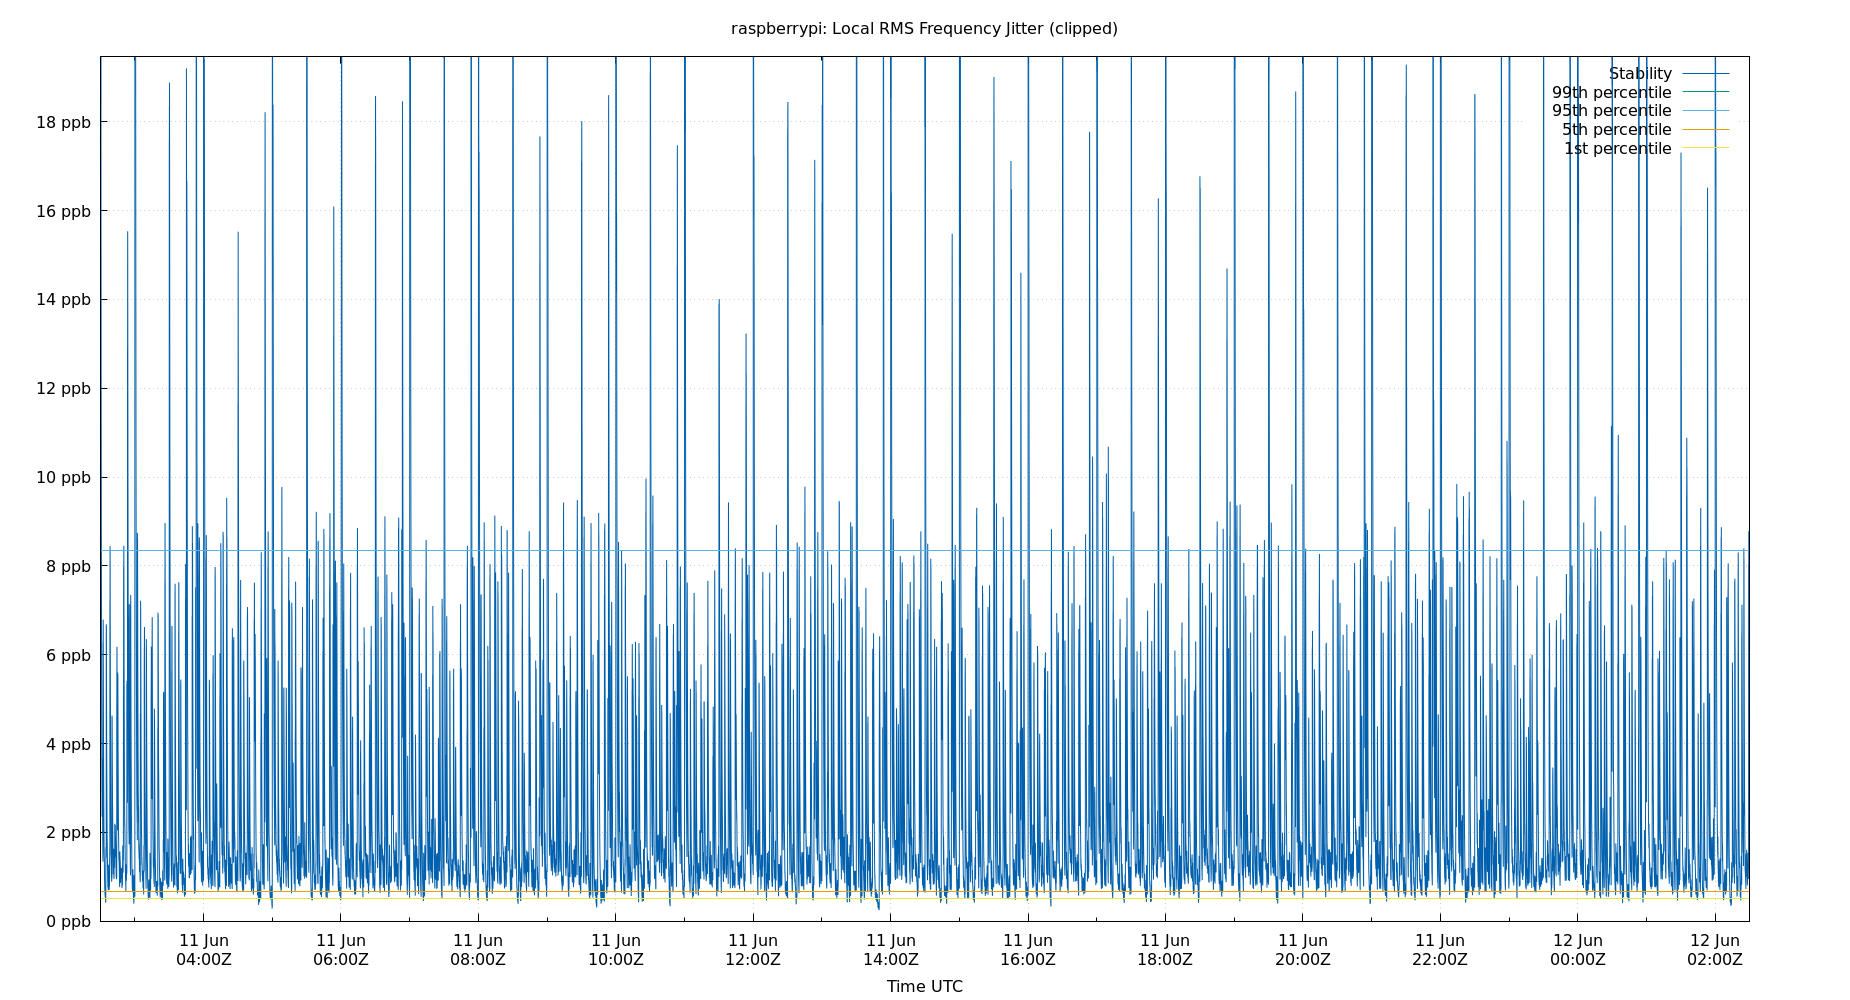 raspberrypi: Local RMS Frequency Jitter (clipped)
Stability
99th percentile
95th percentile
5th percentile
1st percentile
18 ppb
16 ppb
14 ppb
12 ppb
10 ppb
8 ppb
6 ppb
4 ppb
2 ppb
0 ppb
11 Jun 11 Jun 11 Jun 11 Jun 11 Jun 11 Jun 11 Jun 11 Jun 11 Jun 11 Jun 12 Jun 12 Jun
04:00Z 06:00Z 08:00Z 10:00Z 12:00Z 14:00Z 16:00Z 18:00Z 20:00Z 22:00Z 00:00Z 02:00Z
Time UTC